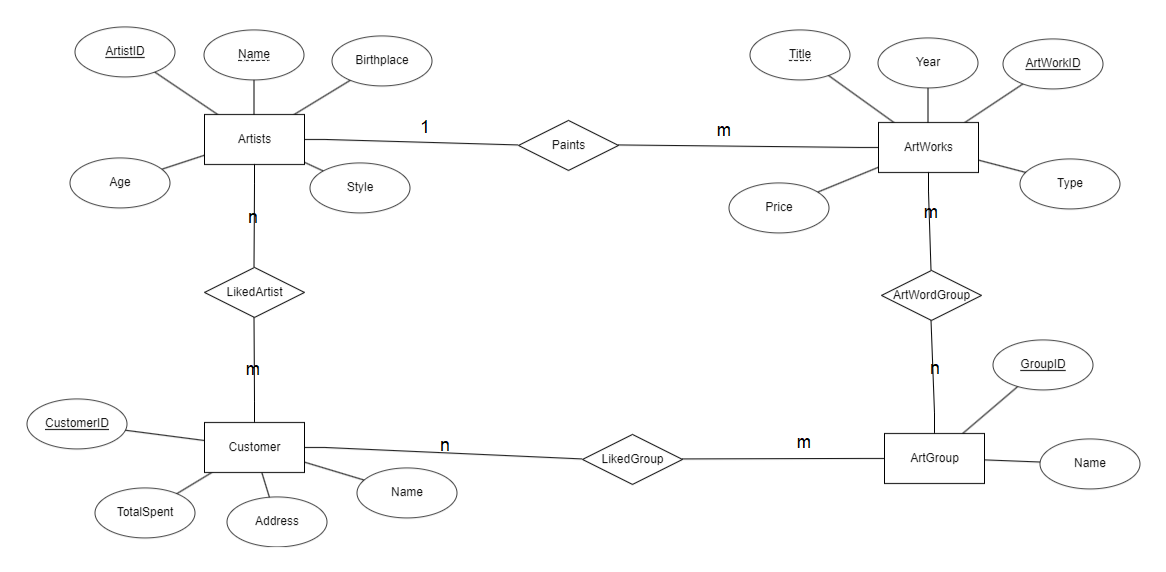 ArtistID
Name
Birthplace
Title
Year
ArtWorkID
Artists
1
Paints
m
ArtWorks
Age
Style
Price
Type
n
m
LikedArtist
ArtWordGroup
m
n
GroupID
CustomerID
Customer
n
LikedGroup
m
ArtGroup
Name
TotalSpent
Address
Name